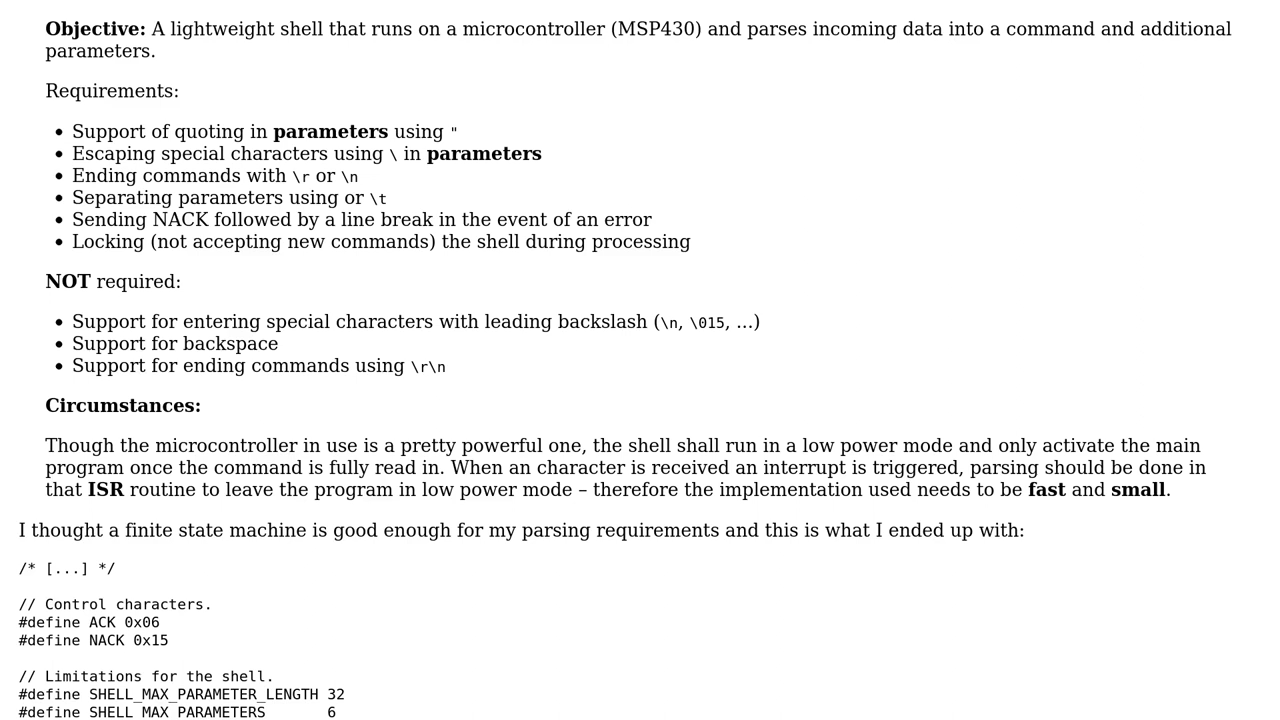 Objective: A lightweight shell that runs on a microcontroller (MSP430) and parses incoming data into a command and additional
parameters.
Requirements:
• Support of quoting in parameters using "
• Escaping special characters using \ in parameters
• Ending commands with \r or \n
• Separating parameters using or \t
• Sending NACK followed by a line break in the event of an error
• Locking (not accepting new commands) the shell during processing
NOT required:
• Support for entering special characters with leading backslash (\n, \015, ...)
• Support for backspace
• Support for ending commands using \r\n
Circumstances:
Though the microcontroller in use is a pretty powerful one, the shell shall run in a low power mode and only activate the main
program once the command is fully read in. When an character is received an interrupt is triggered, parsing should be done in
that ISR routine to leave the program in low power mode – therefore the implementation used needs to be fast and small.
I thought a finite state machine is good enough for my parsing requirements and this is what I ended up with:
/* [...] */
// Control characters.
#define ACK 0x06
#define NACK 0x15
// Limitations for the shell.
#define SHELL_MAX_PARAMETER_LENGTH 32
#define SHELL_MAX_PARAMETERS       6